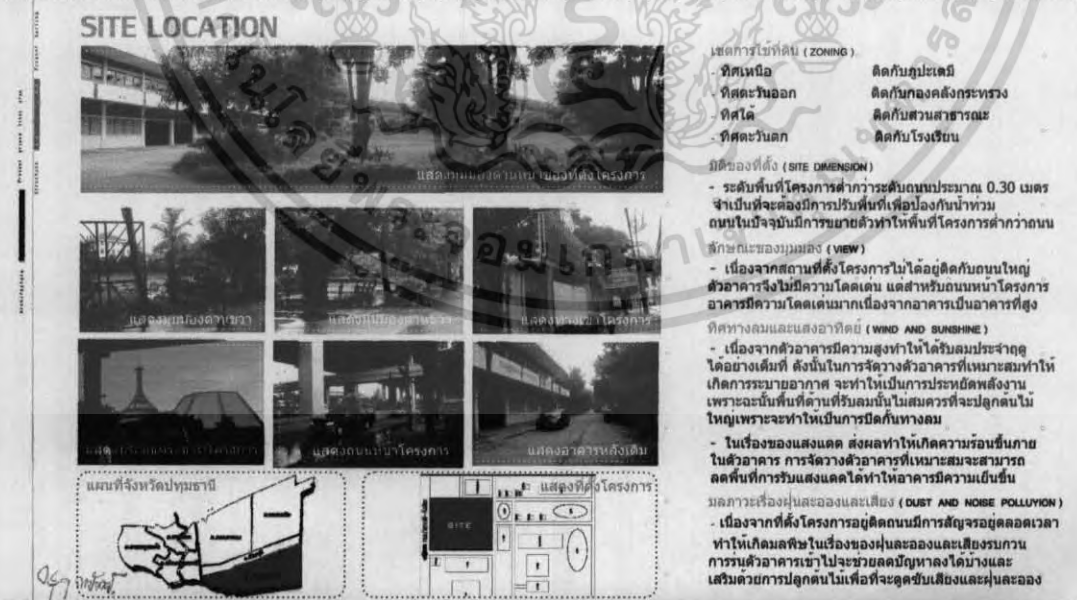 SITE LOCATION
แสดงมุมมองด้านหน้าของที่ตั้งโครงการ
แสดงมุมมองด้านขวา
แสดงทางเข้าโครงการ
แสดงถนนหน้าโครงการ
แสดงอาคารหลังเดิม
แผนที่จังหวัดปทุมธานี
แสดงที่ตั้งโครงการ
SITE
เขตการใช้ที่ดิน ( ZONING )
- ทิศเหนือ ติดกับภูปะเตมี
- ทิศตะวันออก ติดกับกองคลังกระทรวง
- ทิศใต้ ติดกับสวนสาธารณะ
- ทิศตะวันตก ติดกับโรงเรียน
มิติของที่ตั้ง ( SITE DIMENSION )
- ระดับพื้นที่โครงการต่ำกว่าระดับถนนประมาณ 0.30 เมตร
จำเป็นที่จะต้องมีการปรับพื้นที่เพื่อป้องกันน้ำท่วม
ถนนในปัจจุบันมีการขยายตัวทำให้พื้นที่โครงการต่ำกว่าถนน
ลักษณะของมุมมอง ( VIEW )
- เนื่องจากสถานที่ตั้งโครงการไม่ได้อยู่ติดกับถนนใหญ่
ตัวอาคารจึงไม่มีความโดดเด่น แต่สำหรับถนนหน้าโครงการ
อาคารมีความโดดเด่นมากเนื่องจากอาคารเป็นอาคารที่สูง
ทิศทางลมและแสงอาทิตย์ ( WIND AND SUNSHINE )
- เนื่องจากตัวอาคารมีความสูงทำให้ได้รับลมประจำฤดู
ได้อย่างเต็มที่ ดังนั้นในการจัดวางตัวอาคารที่เหมาะสมทำให้
เกิดการระบายอากาศ จะทำให้เป็นการประหยัดพลังงาน
เพราะฉะนั้นพื้นที่ด้านที่รับลมนั้นไม่สมควรที่จะปลูกต้นไม้
ใหญ่เพราะจะทำให้เป็นการปิดกั้นทางลม
- ในเรื่องของแสงแดด ส่งผลทำให้เกิดความร้อนขึ้นภาย
ในตัวอาคาร การจัดวางตัวอาคารที่เหมาะสมจะสามารถ
ลดพื้นที่การรับแสงแดดได้ทำให้อาคารมีความเย็นขึ้น
มลภาวะเรื่องฝุ่นละอองและเสียง ( DUST AND NOISE POLLUYION )
- เนื่องจากที่ตั้งโครงการอยู่ติดถนนมีการสัญจรอยู่ตลอดเวลา
ทำให้เกิดมลพิษในเรื่องของฝุ่นละอองและเสียงรบกวน
การร่นตัวอาคารเข้าไปจะช่วยลดปัญหาลงได้บ้างและ
เสริมด้วยการปลูกต้นไม้เพื่อที่จะดูดซับเสียงและฝุ่นละออง